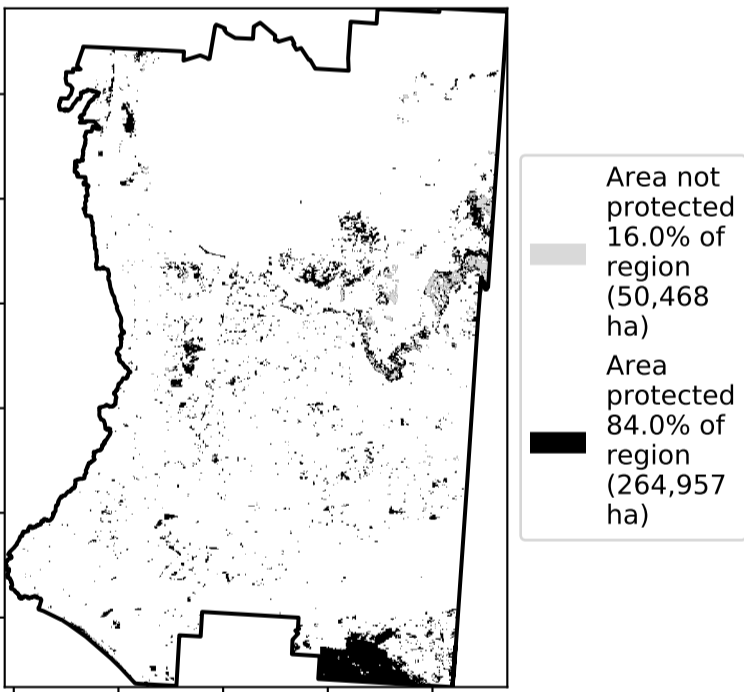 Area not
protected
16.0% of
region
(50,468
ha)
Area
protected
84.0% of
region
(264,957
ha)